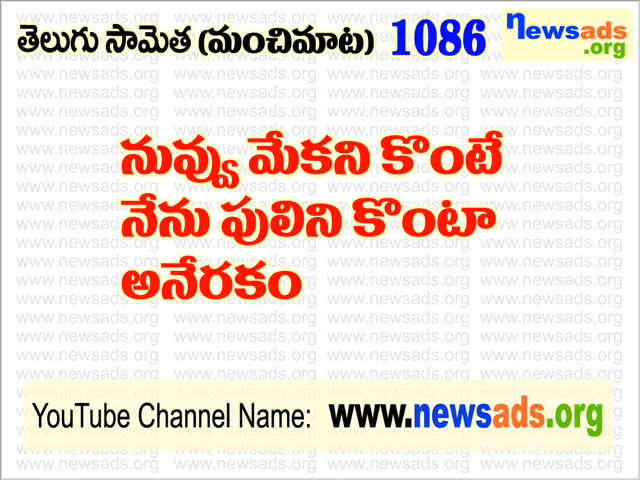 తెలుగు సామెత (మంచిమాట) 1086
newsads
.org
నువ్వు మేకని కొంటే
నేను పులిని కొంటా
అనేరకం
YouTube Channel Name: www.newsads.org